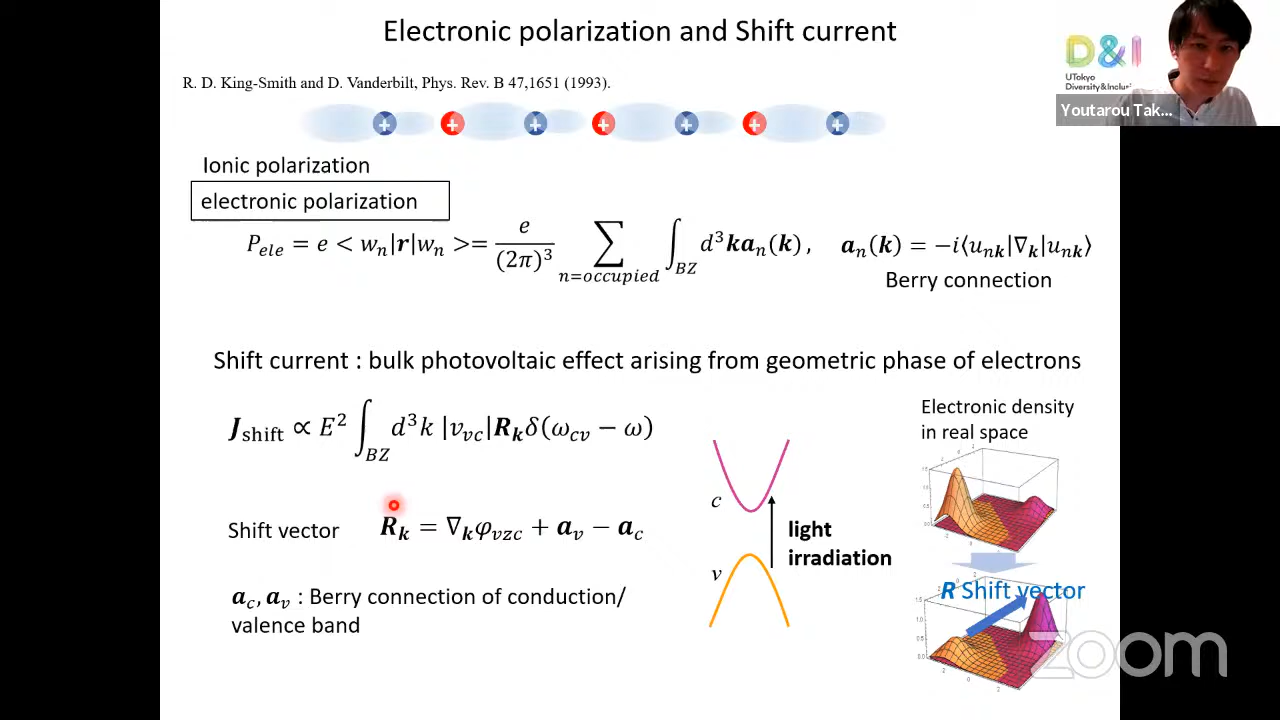 Electronic polarization and Shift current
D&I
UTokyo
Diversity&Inclu
Youtarou Tak...
R. D. King-Smith and D. Vanderbilt, Phys. Rev. B 47,1651 (1993).
+ + + + + + +
Ionic polarization
electronic polarization
P_ele = e < w_n|r|w_n >= e/(2π)³ ∑_{n=occupied} ∫_BZ d³k a_n(k), a_n(k) = −i⟨u_nk|∇_k|u_nk⟩
Berry connection
Shift current : bulk photovoltaic effect arising from geometric phase of electrons
J_shift ∝ E² ∫_BZ d³k |v_vc|R_k δ(ω_cv − ω)
Shift vector R_k = ∇_k φ_vzc + a_v − a_c
a_c, a_v : Berry connection of conduction/
valence band
c
v
light
irradiation
Electronic density
in real space
R Shift vector
zoom